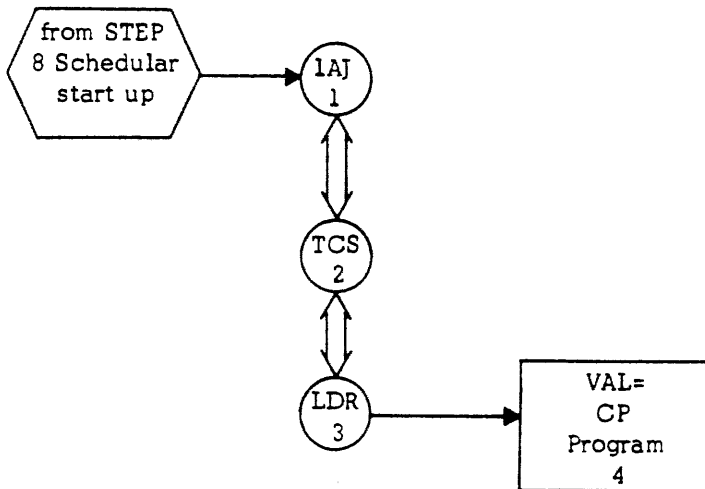 from STEP
8 Schedular
start up
1AJ
1
TCS
2
LDR
3
VAL=
CP
Program
4